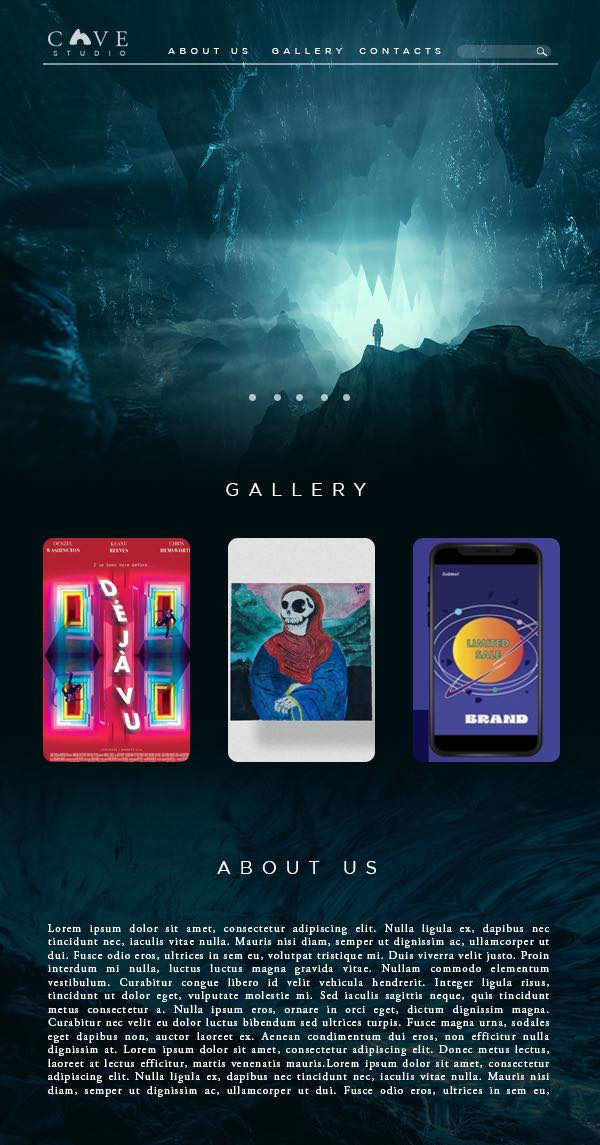 CAVE
STUDIO
ABOUT US GALLERY CONTACTS
GALLERY
DENZEL KEANU CHRIS
WASHINGTON REEVES HEMSWORT
I've been here before...
DÉJÀ VU
LIMITED
SALE
BRAND
ABOUT US
Lorem ipsum dolor sit amet, consectetur adipiscing elit. Nulla ligula ex, dapibus nec
tincidunt nec, iaculis vitae nulla. Mauris nisi diam, semper ut dignissim ac, ullamcorper ut
dui. Fusce odio eros, ultrices in sem eu, volutpat tristique mi. Duis viverra velit justo. Proin
interdum mi nulla, luctus luctus magna gravida vitae. Nullam commodo elementum
vestibulum. Curabitur congue libero id velit vehicula hendrerit. Integer ligula risus,
tincidunt ut dolor eget, vulputate molestie mi. Sed iaculis sagittis neque, quis tincidunt
metus consectetur a. Nulla ipsum eros, ornare in orci eget, dictum dignissim magna.
Curabitur nec velit eu dolor luctus bibendum sed ultrices turpis. Fusce magna urna, sodales
eget dapibus non, auctor laoreet ex. Aenean condimentum dui eros, non efficitur nulla
dignissim at. Lorem ipsum dolor sit amet, consectetur adipiscing elit. Donec metus lectus,
laoreet at lectus efficitur, mattis venenatis mauris.Lorem ipsum dolor sit amet, consectetur
adipiscing elit. Nulla ligula ex, dapibus nec tincidunt nec, iaculis vitae nulla. Mauris nisi
diam, semper ut dignissim ac, ullamcorper ut dui. Fusce odio eros, ultrices in sem eu,